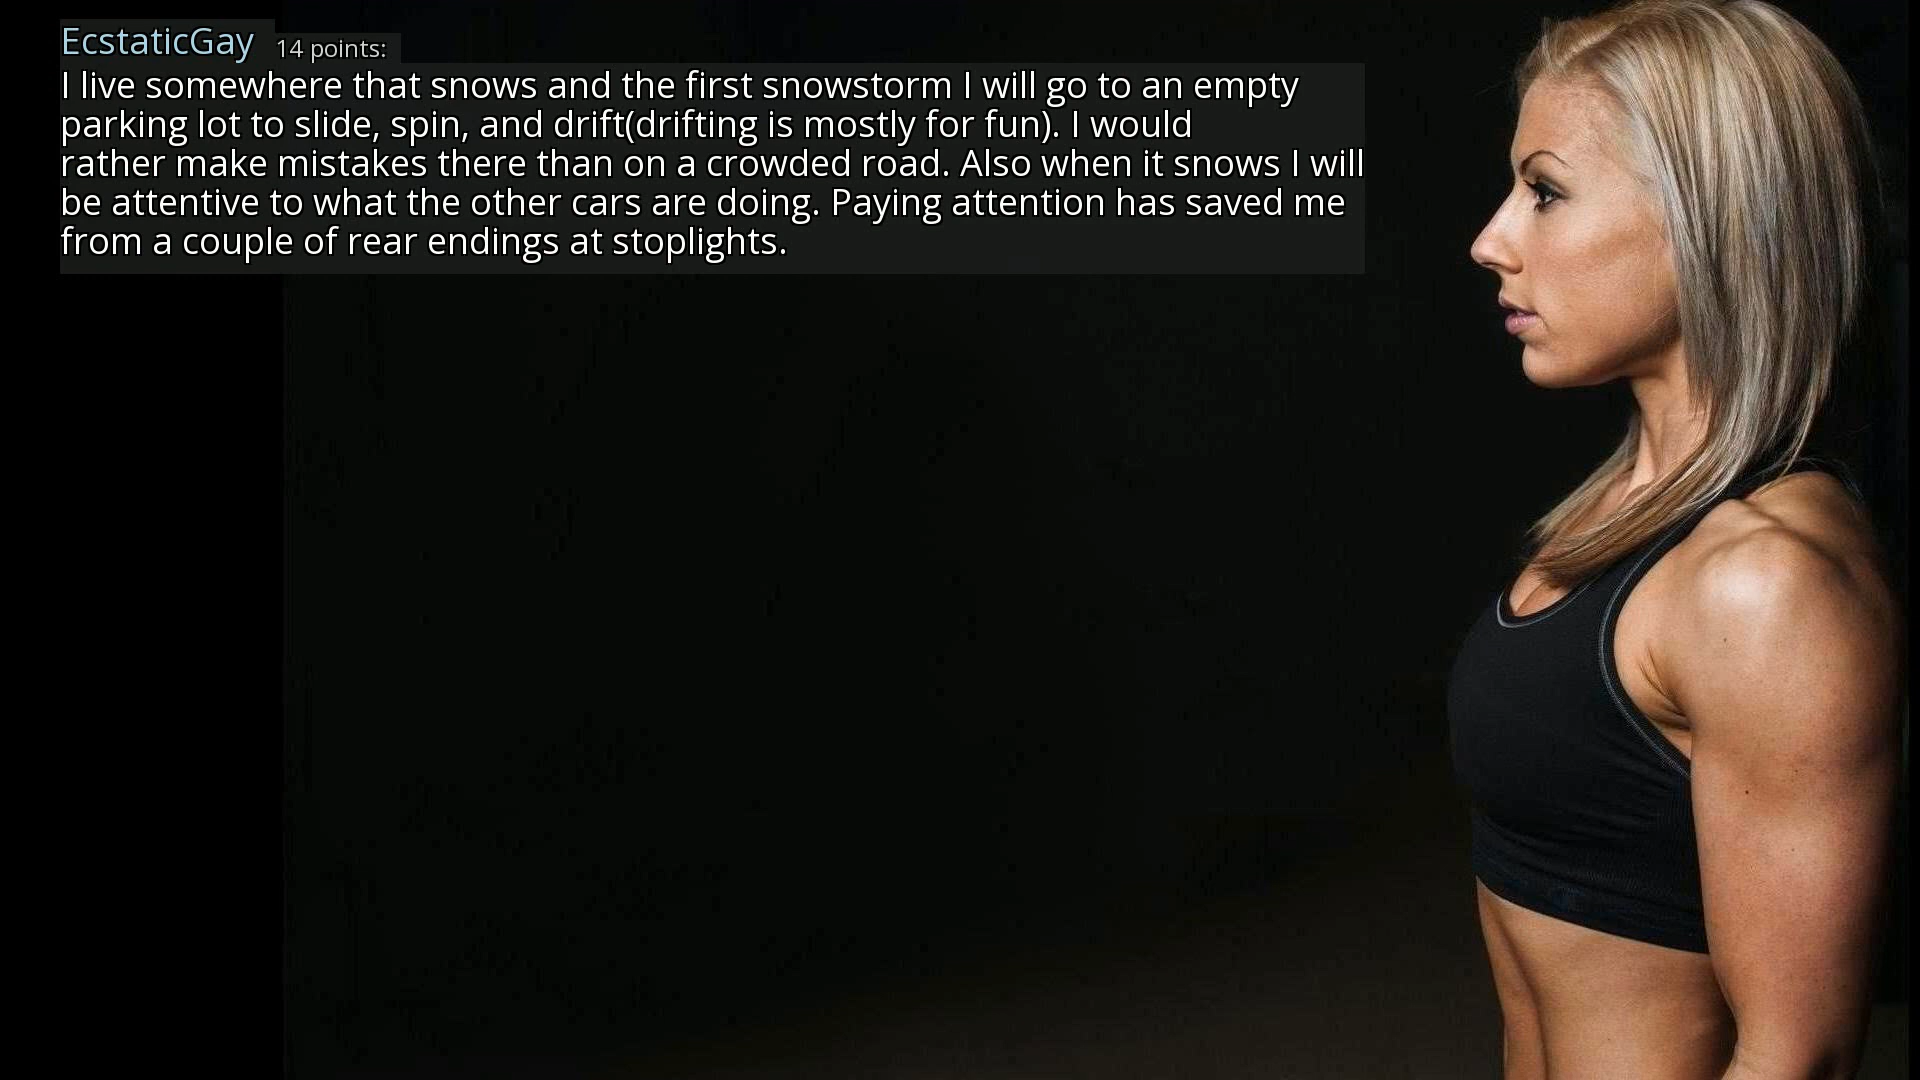 EcstaticGay 14 points:
I live somewhere that snows and the first snowstorm I will go to an empty
parking lot to slide, spin, and drift(drifting is mostly for fun). I would
rather make mistakes there than on a crowded road. Also when it snows I will
be attentive to what the other cars are doing. Paying attention has saved me
from a couple of rear endings at stoplights.